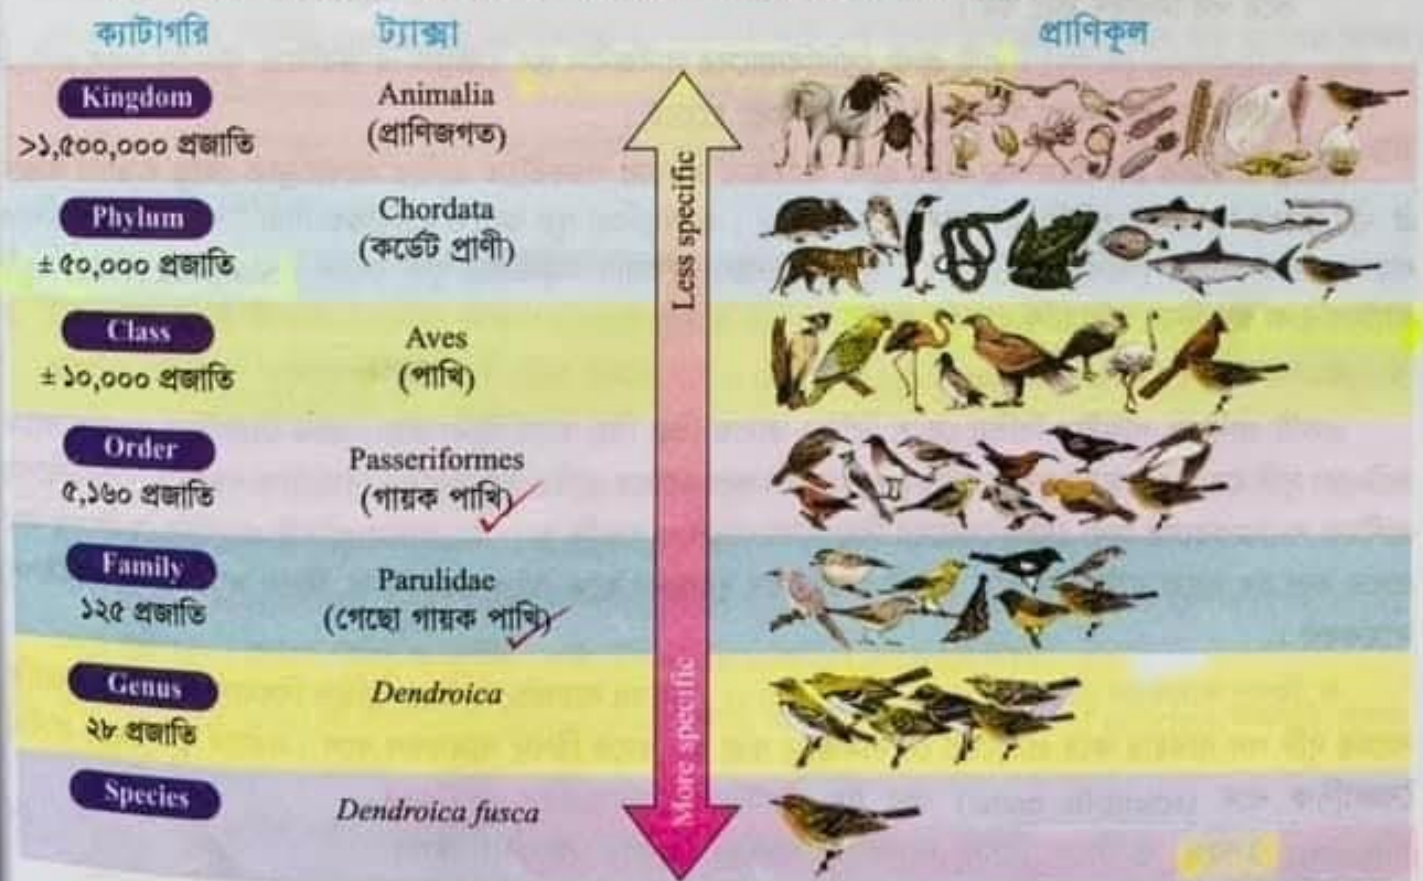 ক্যাটাগরি ট্যাক্সা প্রাণিকূল
Kingdom Animalia
>১,৫০০,০০০ প্রজাতি (প্রাণিজগত)
Phylum Chordata
±৫০,০০০ প্রজাতি (কর্ডেট প্রাণী)
Less specific
Class Aves
±১০,০০০ প্রজাতি (পাখি)
Order Passeriformes
৫,১৬০ প্রজাতি (গায়ক পাখি)
Family Parulidae
১২৫ প্রজাতি (গেছো গায়ক পাখি)
Genus Dendroica
২৮ প্রজাতি
More specific
Species Dendroica fusca